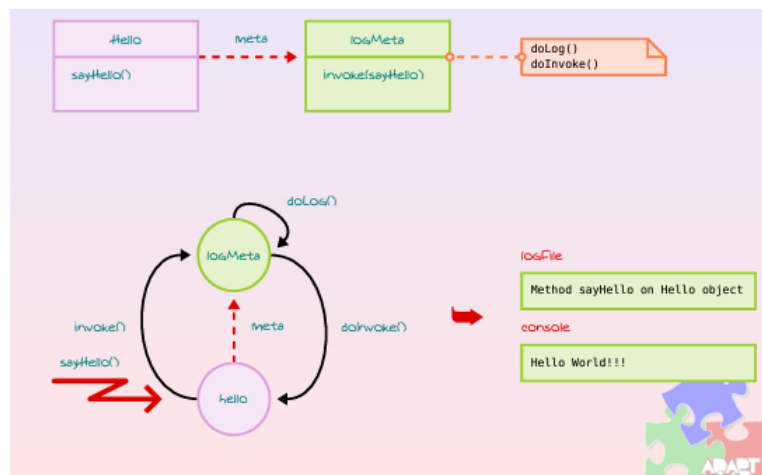 Hello
meta
logMeta
doLog()
doInvoke()
sayHello()
invoke(sayHello)
doLog()
logMeta
logFile
Method sayHello on Hello object
invoke()
meta
doInvoke()
console
sayHello()
Hello World!!!
hello
ADAPT